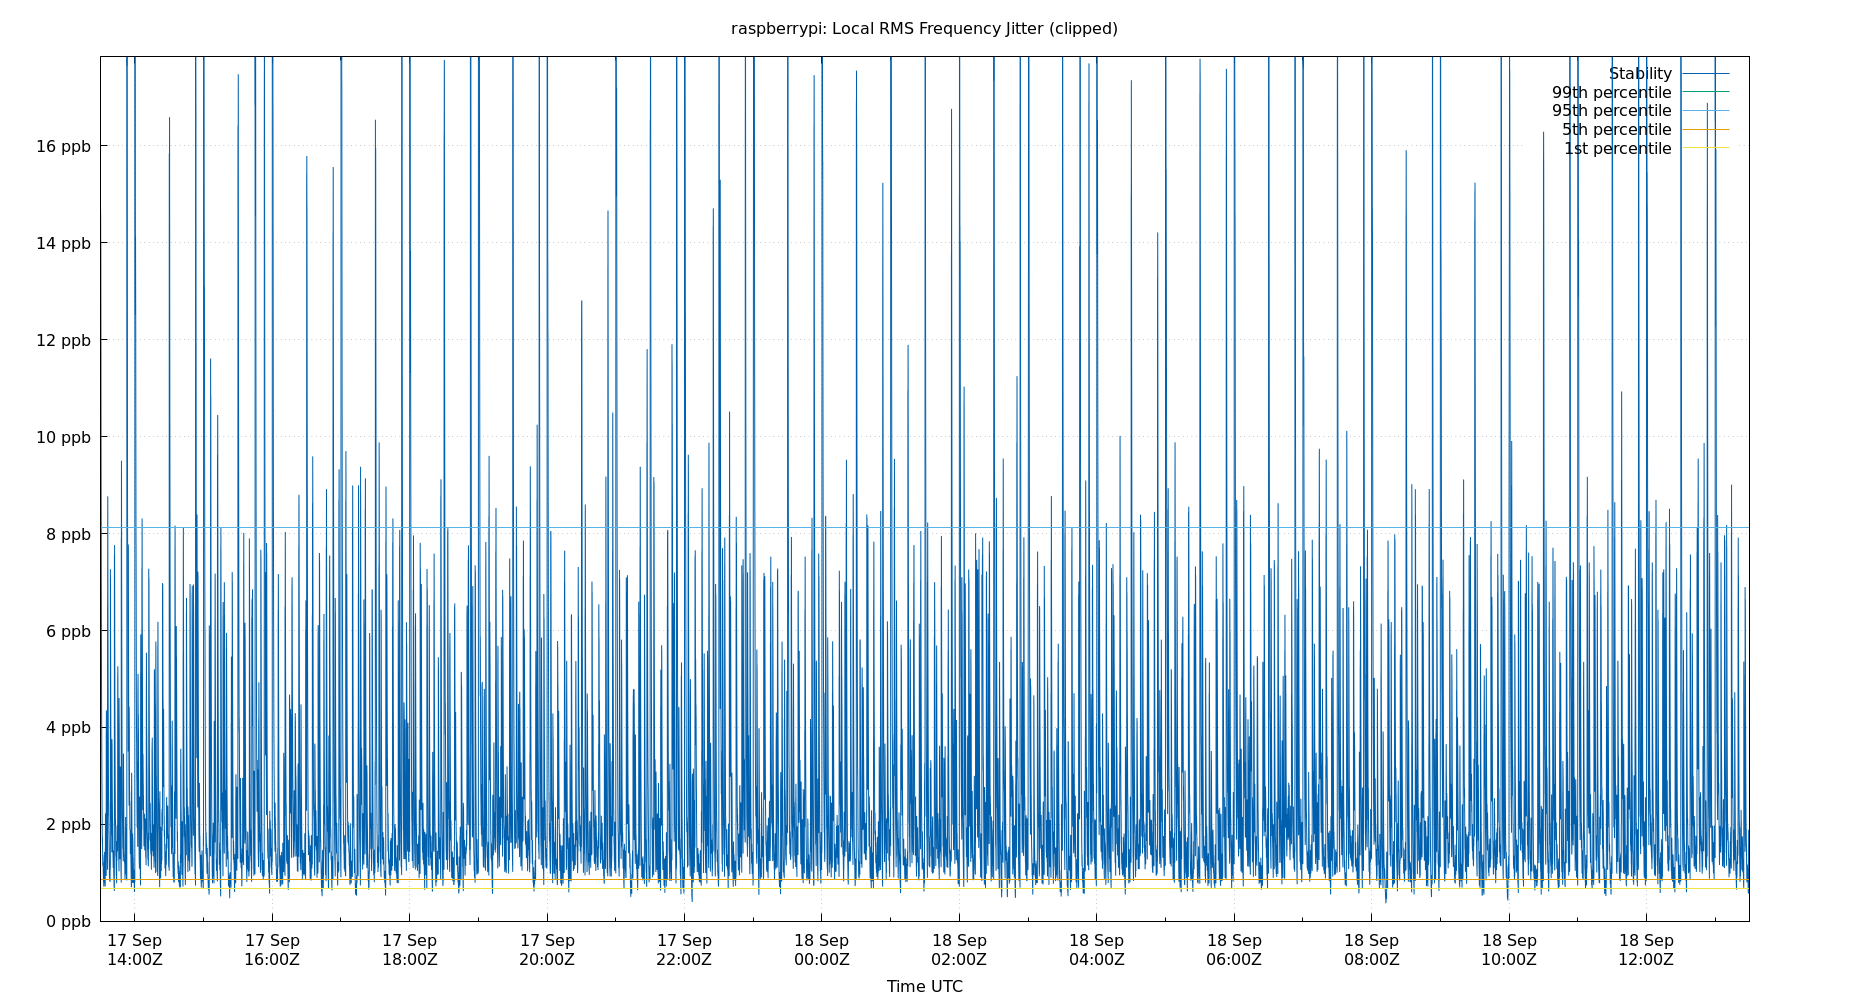 raspberrypi: Local RMS Frequency Jitter (clipped)
Stability
99th percentile
95th percentile
5th percentile
1st percentile
16 ppb
14 ppb
12 ppb
10 ppb
8 ppb
6 ppb
4 ppb
2 ppb
0 ppb
17 Sep 17 Sep 17 Sep 17 Sep 17 Sep 18 Sep 18 Sep 18 Sep 18 Sep 18 Sep 18 Sep 18 Sep
14:00Z 16:00Z 18:00Z 20:00Z 22:00Z 00:00Z 02:00Z 04:00Z 06:00Z 08:00Z 10:00Z 12:00Z
Time UTC